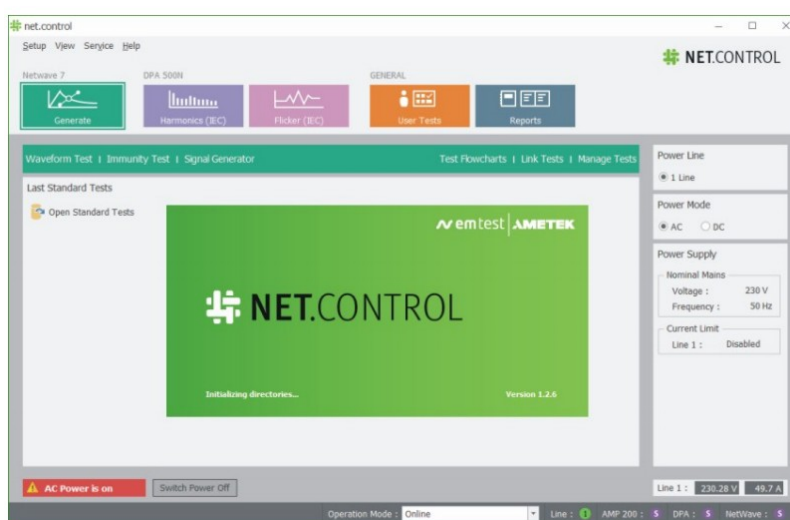 net.control
Setup View Service Help
NET.CONTROL
Netwave 7
DPA 500N
GENERAL
Generate
Harmonics (IEC)
Flicker (IEC)
User Tests
Reports
Waveform Test | Immunity Test | Signal Generator
Test Flowcharts | Link Tests | Manage Tests
Last Standard Tests
Open Standard Tests
emtest AMETEK
NET.CONTROL
Initializing directories...
Version 1.2.6
Power Line
1 Line
Power Mode
AC DC
Power Supply
Nominal Mains
Voltage : 230 V
Frequency : 50 Hz
Current Limit
Line 1 : Disabled
AC Power is on
Switch Power Off
Line 1 : 230.28 V 49.7 A
Operation Mode : Online
Line : 1 AMP 200 : S DPA : S NetWave : S